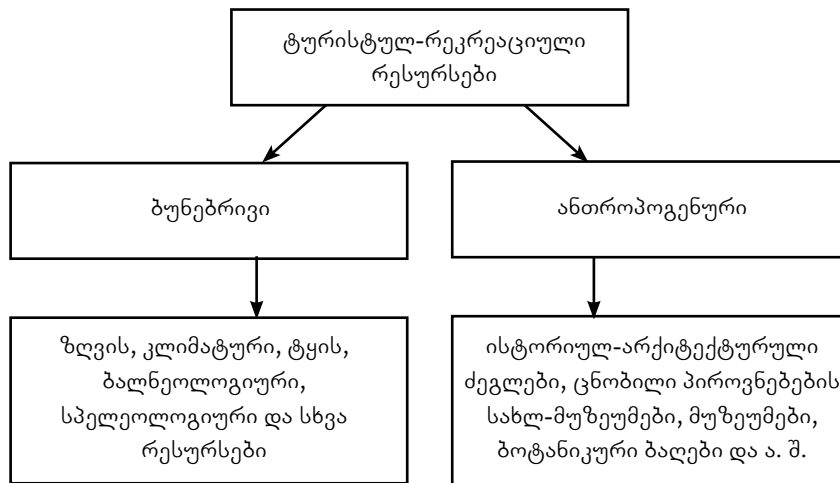 ტურისტულ-რეკრეაციული
რესურსები
ბუნებრივი
ანთროპოგენური
ზღვის, კლიმატური, ტყის,
ბალნეოლოგიური,
სპელეოლოგიური და სხვა
რესურსები
ისტორიულ-არქიტექტურული
ძეგლები, ცნობილი პიროვნებების
სახლ-მუზეუმები, მუზეუმები,
ბოტანიკური ბაღები და ა. შ.